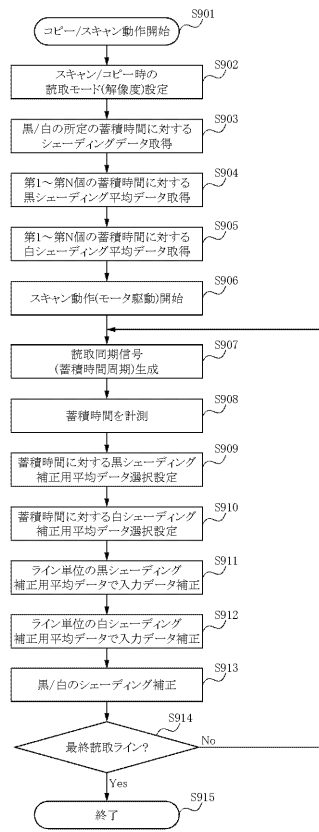 S901
コピー/スキャン動作開始
S902
スキャン/コピー時の
読取モード(解像度)設定
S903
黒/白の所定の蓄積時間に対する
シェーディングデータ取得
S904
第1～第N個の蓄積時間に対する
黒シェーディング平均データ取得
S905
第1～第N個の蓄積時間に対する
白シェーディング平均データ取得
S906
スキャン動作(モータ駆動)開始
S907
読取同期信号
(蓄積時間周期)生成
S908
蓄積時間を計測
S909
蓄積時間に対する黒シェーディング
補正用平均データ選択設定
S910
蓄積時間に対する白シェーディング
補正用平均データ選択設定
S911
ライン単位の黒シェーディング
補正用平均データで入力データ補正
S912
ライン単位の白シェーディング
補正用平均データで入力データ補正
S913
黒/白のシェーディング補正
S914
最終読取ライン?
No
Yes
S915
終了